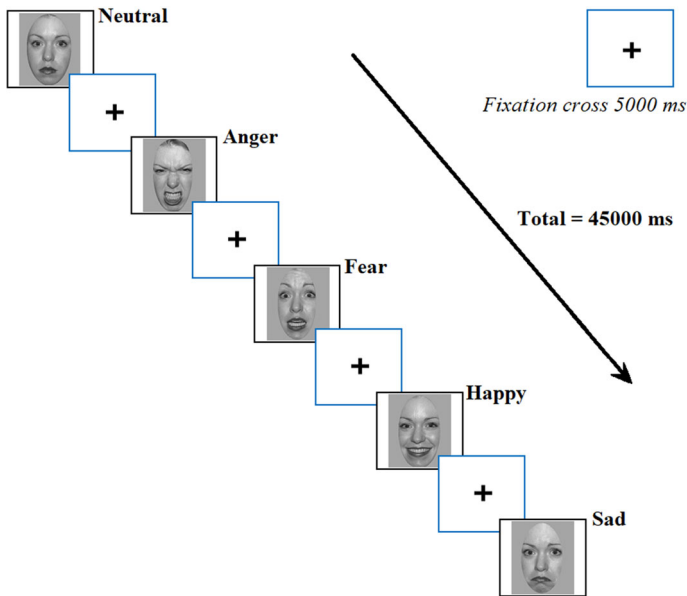 Neutral
Fixation cross 5000 ms
Anger
Total = 45000 ms
Fear
Happy
Sad